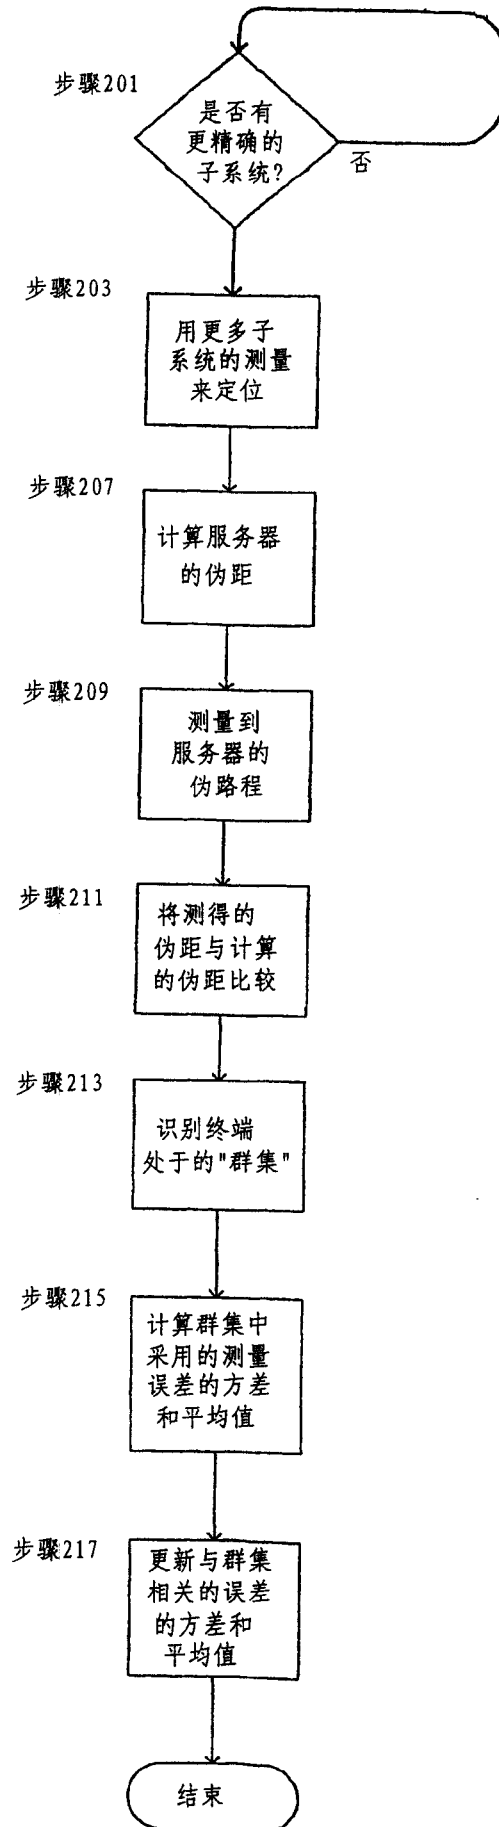 步骤201
是否有
更精确的
子系统?
否
步骤203
用更多子
系统的测量
来定位
步骤207
计算服务器
的伪距
步骤209
测量到
服务器的
伪路程
步骤211
将测得的
伪距与计算
的伪距比较
步骤213
识别终端
处于的"群集"
步骤215
计算群集中
采用的测量
误差的方差
和平均值
步骤217
更新与群集
相关的误差
的方差和
平均值
结束